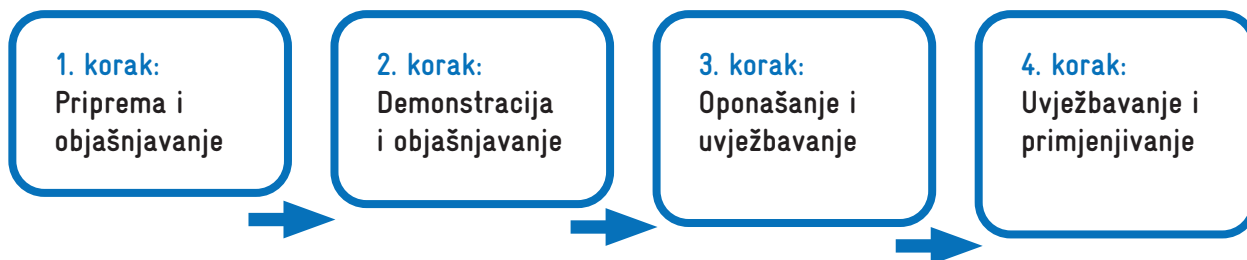 1. korak:
Priprema i
objašnjavanje
2. korak:
Demonstracija
i objašnjavanje
3. korak:
Oponašanje i
uvježbavanje
4. korak:
Uvježbavanje i
primjenjivanje